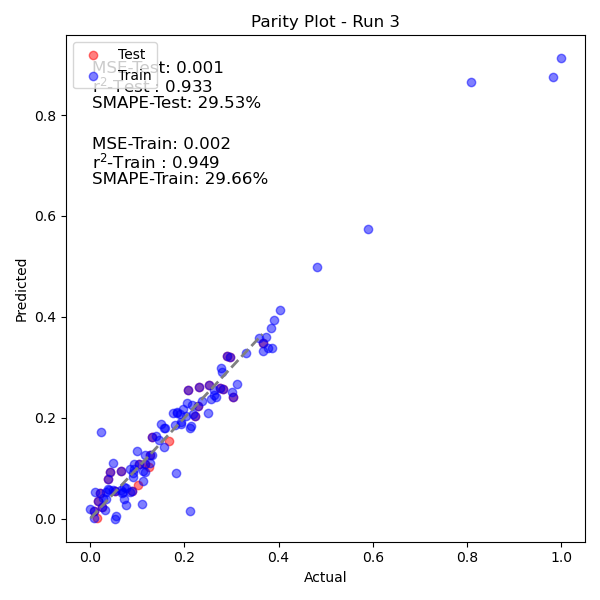 Parity Plot - Run 3
Test
Train
MSE-Test: 0.001
r²-Test : 0.933
SMAPE-Test: 29.53%
MSE-Train: 0.002
r²-Train : 0.949
SMAPE-Train: 29.66%
Predicted
0.8
0.6
0.4
0.2
0.0
0.0 0.2 0.4 0.6 0.8 1.0
Actual